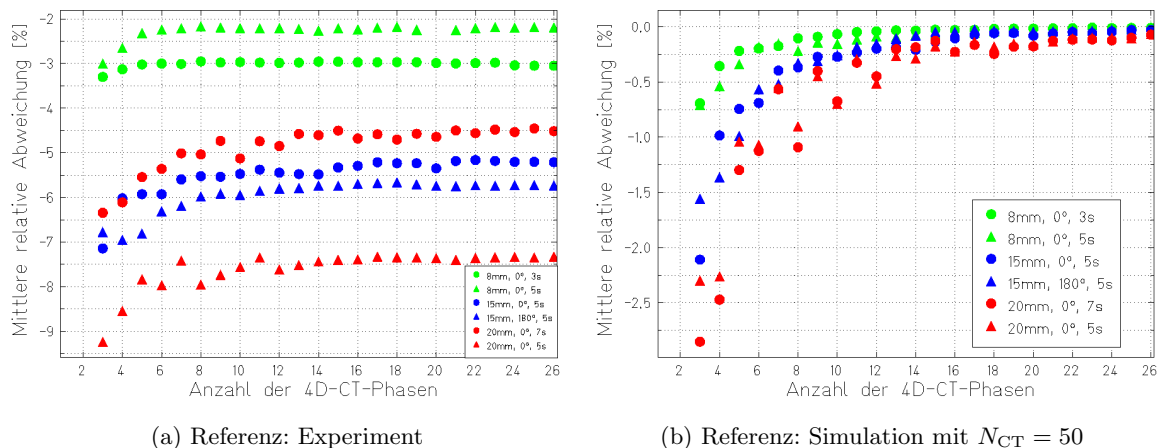 Mittlere relative Abweichung [%]
-2
-3
-4
-5
-6
-7
-8
-9
2 4 6 8 10 12 14 16 18 20 22 24 26
Anzahl der 4D-CT-Phasen
8mm, 0°, 3s
8mm, 0°, 5s
15mm, 0°, 5s
15mm, 180°, 5s
20mm, 0°, 7s
20mm, 0°, 5s
(a) Referenz: Experiment
Mittlere relative Abweichung [%]
0.0
-0.5
-1.0
-1.5
-2.0
-2.5
2 4 6 8 10 12 14 16 18 20 22 24 26
Anzahl der 4D-CT-Phasen
8mm, 0°, 3s
8mm, 0°, 5s
15mm, 0°, 5s
15mm, 180°, 5s
20mm, 0°, 7s
20mm, 0°, 5s
(b) Referenz: Simulation mit N_CT = 50